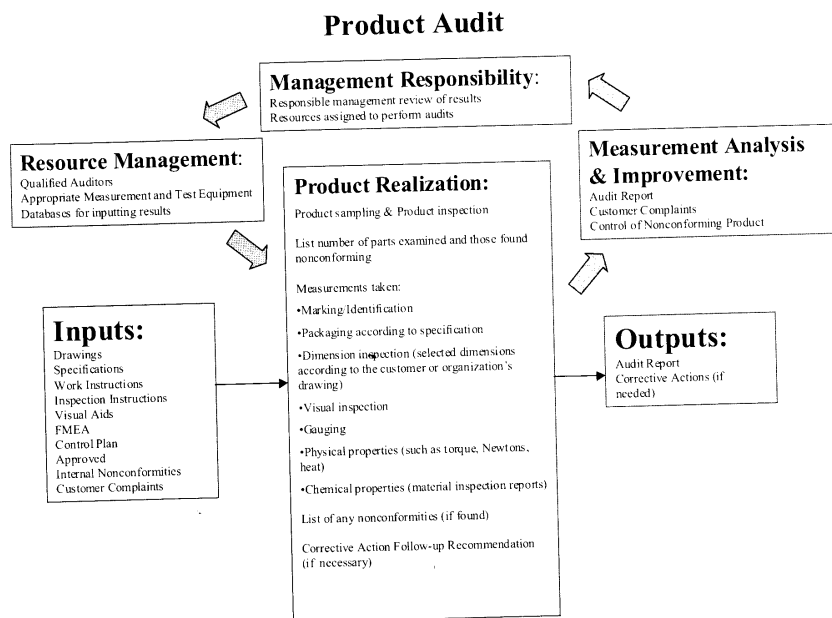 Product Audit
Management Responsibility:
Responsible management review of results
Resources assigned to perform audits
Resource Management:
Qualified Auditors
Appropriate Measurement and Test Equipment
Databases for inputting results
Measurement Analysis
& Improvement:
Audit Report
Customer Complaints
Control of Nonconforming Product
Product Realization:
Product sampling & Product inspection
List number of parts examined and those found
nonconforming
Measurements taken:
•Marking/Identification
•Packaging according to specification
•Dimension inspection (selected dimensions
according to the customer or organization's
drawing)
•Visual inspection
•Gauging
•Physical properties (such as torque, Newtons,
heat)
•Chemical properties (material inspection reports)
List of any nonconformities (if found)
Corrective Action Follow-up Recommendation
(if necessary)
Inputs:
Drawings
Specifications
Work Instructions
Inspection Instructions
Visual Aids
FMEA
Control Plan
Approved
Internal Nonconformities
Customer Complaints
Outputs:
Audit Report
Corrective Actions (if
needed)